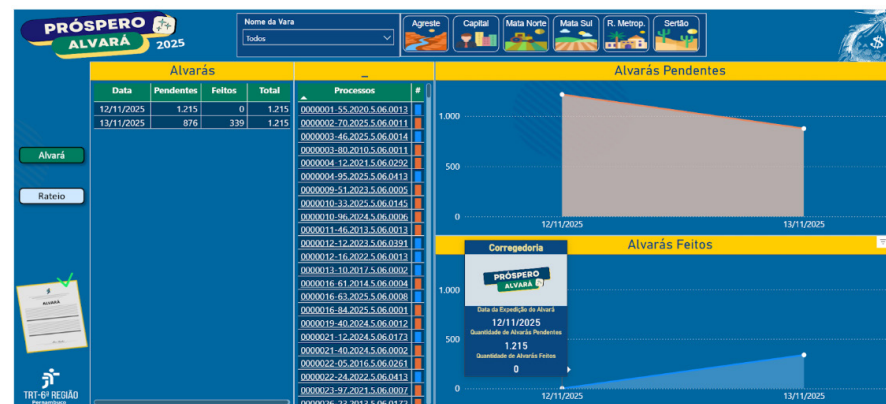 PRÓSPERO
ALVARÁ 2025
Nome da Vara
Todos
Agreste
Capital
Mata Norte
Mata Sul
R. Metrop.
Sertão
$
Alvará
Rateio
ALVARÁ
TRT-6ª REGIÃO
Pernambuco
Alvarás
Data Pendentes Feitos Total
12/11/2025 1.215 0 1.215
13/11/2025 876 339 1.215
_
Processos #
0000001-55.2020.5.06.0013
0000002-70.2025.5.06.0011
0000003-46.2025.5.06.0014
0000003-80.2010.5.06.0011
0000004-12.2021.5.06.0292
0000004-95.2025.5.06.0413
0000009-51.2023.5.06.0005
0000010-33.2025.5.06.0145
0000010-96.2024.5.06.0006
0000011-46.2013.5.06.0013
0000012-12.2023.5.06.0391
0000012-16.2022.5.06.0013
0000013-10.2017.5.06.0002
0000016-61.2014.5.06.0004
0000016-63.2025.5.06.0008
0000016-84.2025.5.06.0001
0000019-40.2024.5.06.0012
0000021-12.2024.5.06.0173
0000021-40.2024.5.06.0002
0000022-05.2016.5.06.0261
0000022-24.2022.5.06.0413
0000023-97.2021.5.06.0007
Alvarás Pendentes
1.000
500
0
12/11/2025 13/11/2025
Alvarás Feitos
1.000
500
0
12/11/2025 13/11/2025
Corregedoria
PRÓSPERO
ALVARÁ
Data da Expedição do Alvará
12/11/2025
Quantidade de Alvarás Pendentes
1.215
Quantidade de Alvarás Feitos
0